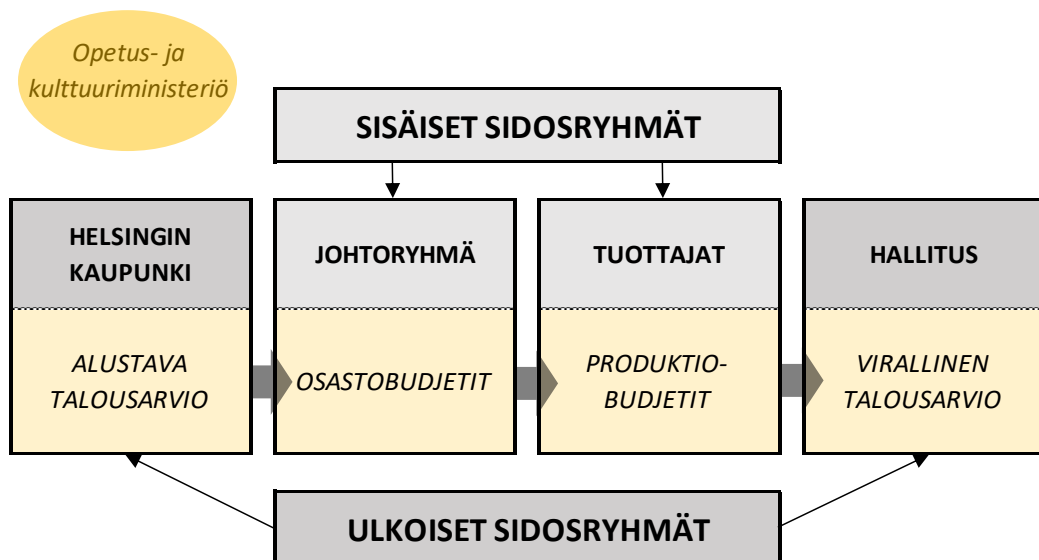 Opetus- ja
kulttuuriministeriö
SISÄISET SIDOSRYHMÄT
HELSINGIN
KAUPUNKI
JOHTORYHMÄ
TUOTTAJAT
HALLITUS
ALUSTAVA
TALOUSARVIO
OSASTOBUDJETIT
PRODUKTIO-
BUDJETIT
VIRALLINEN
TALOUSARVIO
ULKOISET SIDOSRYHMÄT